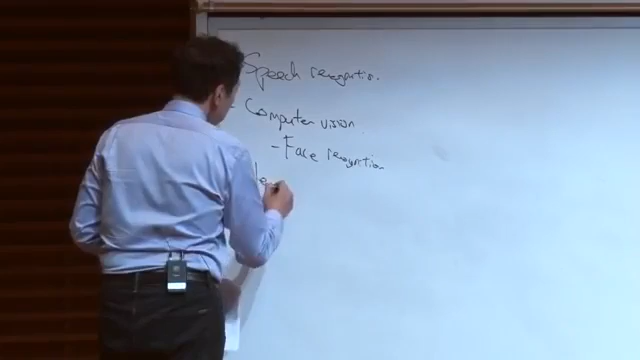 Speech recognition.
- Computer vision
- Face recognition